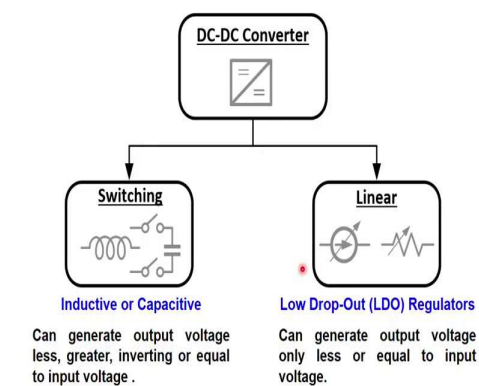 DC-DC Converter
Switching
Linear
Inductive or Capacitive
Low Drop-Out (LDO) Regulators
Can generate output voltage
less, greater, inverting or equal
to input voltage .
Can generate output voltage
only less or equal to input
voltage.